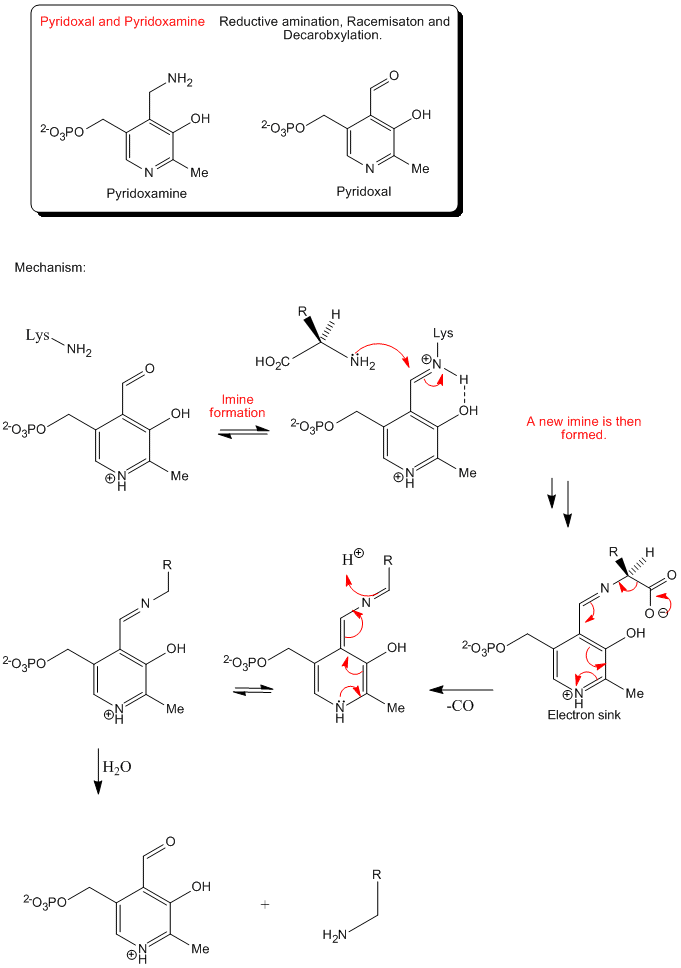 Pyridoxal and Pyridoxamine
Reductive amination, Racemisaton and
Decarobxylation.
NH2
O
2-O3PO
OH
N
Me
Pyridoxamine
2-O3PO
OH
N
Me
Pyridoxal
Mechanism:
Lys
NH2
O
2-O3PO
OH
⊕N
H
Me
Imine
formation
R
H
HO2C
N̈H2
Lys
⊕
N
H
OH
2-O3PO
⊕N
H
Me
A new imine is then
formed.
R
N
OH
2-O3PO
⊕N
H
Me
H⊕
R
N
OH
2-O3PO
N̈
H
Me
-CO
R
H
N
O
O⊖
OH
2-O3PO
⊕N
H
Me
Electron sink
H2O
O
2-O3PO
OH
⊕N
H
Me
+
R
H2N